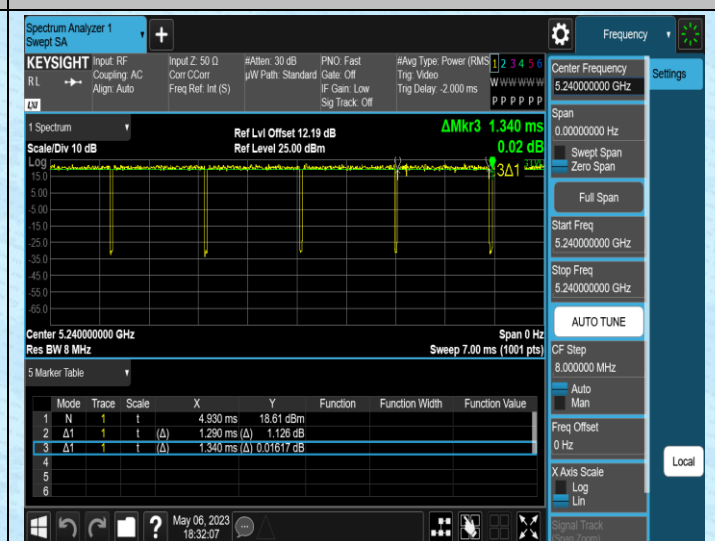 Spectrum Analyzer 1
Swept SA
+
Frequency
KEYSIGHT
RL
LXI
Input: RF
Coupling: AC
Align: Auto
Input Z: 50 Ω
Corr CCorr
Freq Ref: Int (S)
#Atten: 30 dB
µW Path: Standard
PNO: Fast
Gate: Off
IF Gain: Low
Sig Track: Off
#Avg Type: Power (RMS
Trig: Video
Trig Delay: -2.000 ms
1 2 3 4 5 6
W W W W W W
P P P P P P
1 Spectrum
Scale/Div 10 dB
Ref Lvl Offset 12.19 dB
Ref Level 25.00 dBm
ΔMkr3 1.340 ms
0.02 dB
Log
15.0
5.00
-5.00
-15.0
-25.0
-35.0
-45.0
-55.0
-65.0
1
3Δ1
Center 5.240000000 GHz
Res BW 8 MHz
Span 0 Hz
Sweep 7.00 ms (1001 pts)
5 Marker Table
Mode Trace Scale X Y Function Function Width Function Value
1 N 1 t 4.930 ms 18.61 dBm
2 Δ1 1 t (Δ) 1.290 ms (Δ) 1.126 dB
3 Δ1 1 t (Δ) 1.340 ms (Δ) 0.01617 dB
4
5
6
?
May 06, 2023
18:32:07
Center Frequency
5.240000000 GHz
Span
0.00000000 Hz
Swept Span
Zero Span
Full Span
Start Freq
5.240000000 GHz
Stop Freq
5.240000000 GHz
AUTO TUNE
CF Step
8.000000 MHz
Auto
Man
Freq Offset
0 Hz
X Axis Scale
Log
Lin
Signal Track
(Span Zoom)
Settings
Local